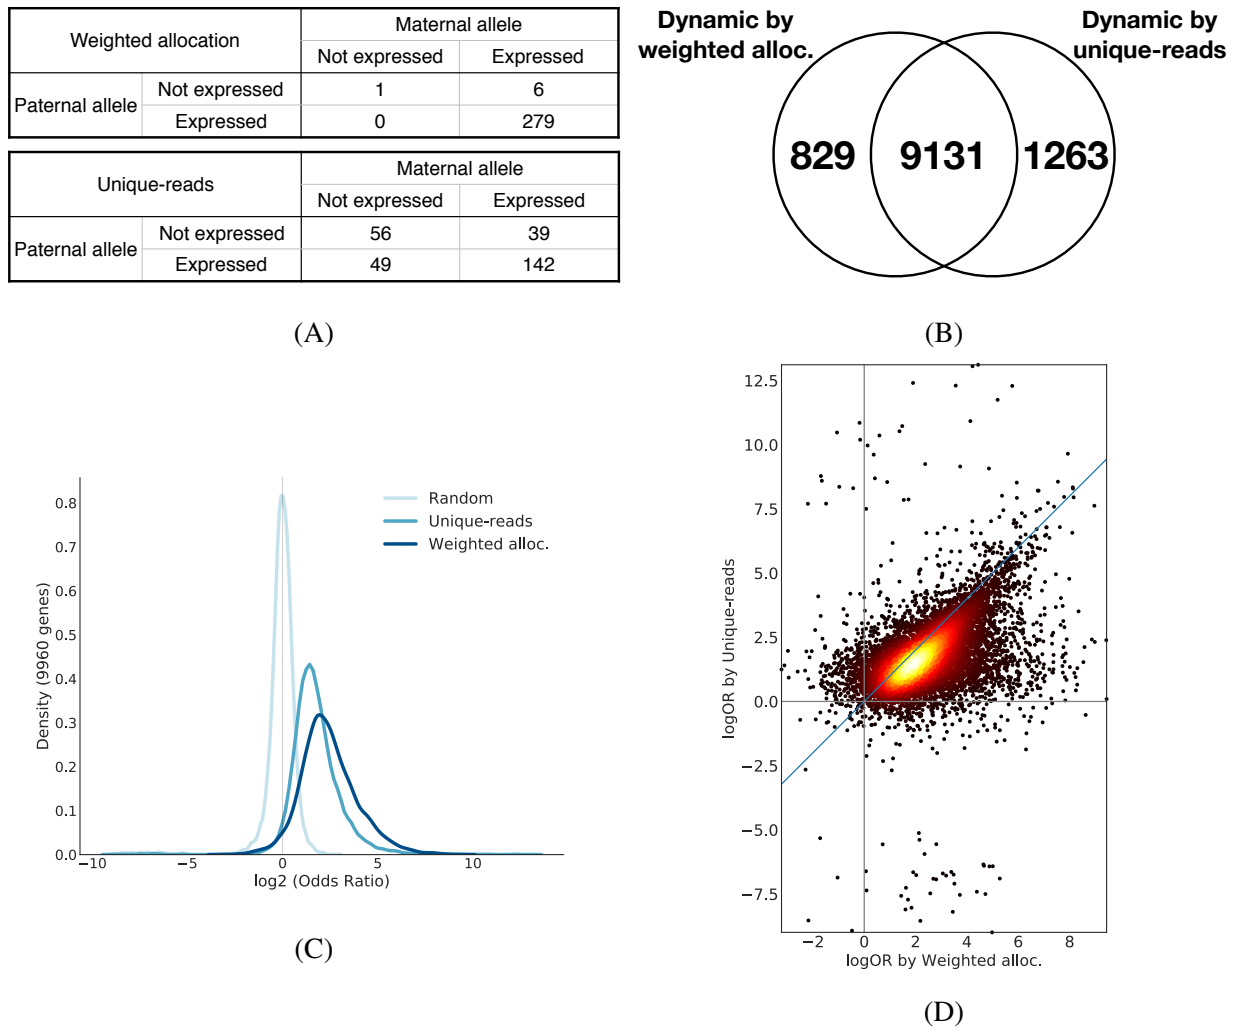 Weighted allocation
Maternal allele
Not expressed
Expressed
Paternal allele
Not expressed
1
6
Expressed
0
279
Unique-reads
Maternal allele
Not expressed
Expressed
Paternal allele
Not expressed
56
39
Expressed
49
142
(A)
Dynamic by
weighted alloc.
Dynamic by
unique-reads
829
9131
1263
(B)
Density (9960 genes)
0.8
0.7
0.6
0.5
0.4
0.3
0.2
0.1
0.0
−10
−5
0
5
10
log2 (Odds Ratio)
Random
Unique-reads
Weighted alloc.
(C)
logOR by Unique-reads
12.5
10.0
7.5
5.0
2.5
0.0
−2.5
−5.0
−7.5
−2
0
2
4
6
8
logOR by Weighted alloc.
(D)